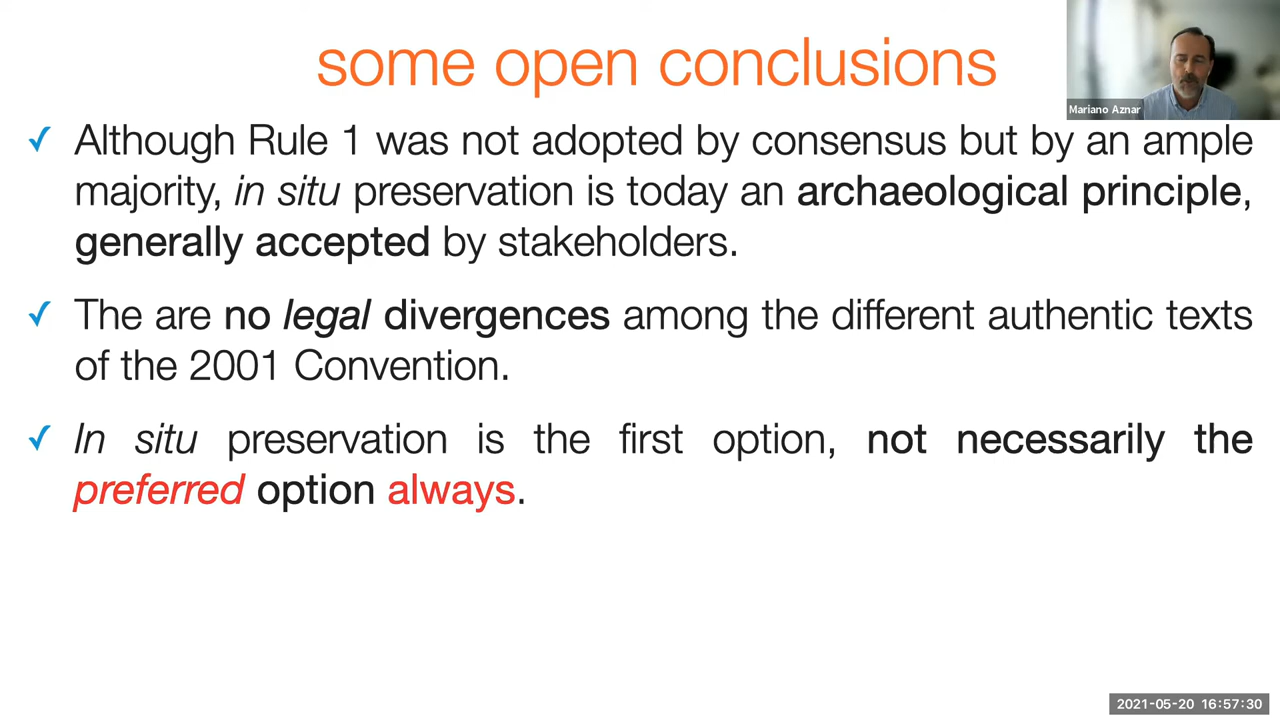 some open conclusions
Mariano Aznar
✓ Although Rule 1 was not adopted by consensus but by an ample
majority, in situ preservation is today an archaeological principle,
generally accepted by stakeholders.
✓ The are no legal divergences among the different authentic texts
of the 2001 Convention.
✓ In situ preservation is the first option, not necessarily the
preferred option always.
2021-05-20 16:57:30